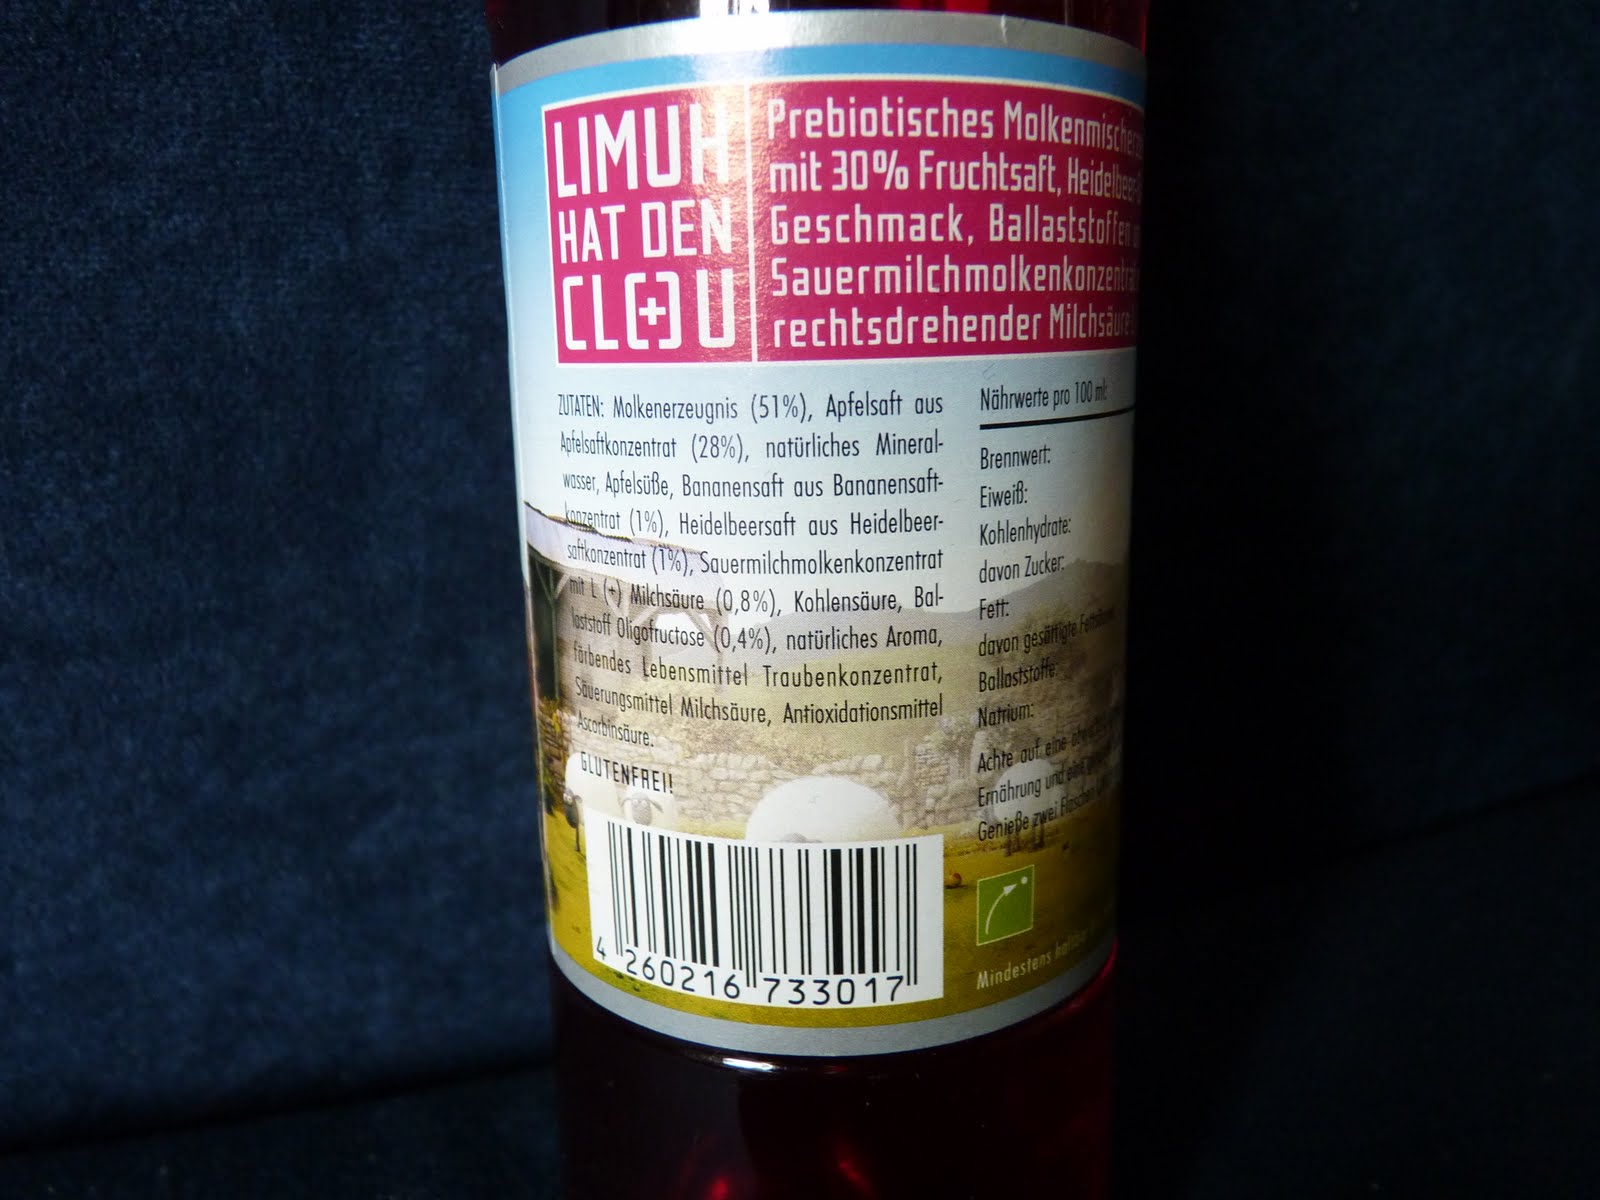 LIMUH
HAT DEN
CL(+)U
Prebiotisches
mit 30% Fruchtsaft,
Geschmack, Ballaststoffen
Sauermilchmolkenkonzentrat
rechtsdrehender Milchsäure
ZUTATEN: Molkenerzeugnis (51%), Apfelsaft aus
Apfelsaftkonzentrat (28%), natürliches Mineral-
wasser, Apfelsüße, Bananensaft aus Bananensaft-
konzentrat (1%), Heidelbeersaft aus Heidelbeer-
saftkonzentrat (1%), Sauermilchmolkenkonzentrat
mit L (+) Milchsäure (0,8%), Kohlensäure, Bal-
laststoff Oligofructose (0,4%), natürliches Aroma,
färbendes Lebensmittel Traubenkonzentrat,
Säuerungsmittel Milchsäure, Antioxidationsmittel
Ascorbinsäure.
GLUTENFREI!
4 260216 733017
Nährwerte pro 100 ml:
Brennwert:
Eiweiß:
Kohlenhydrate:
davon Zucker:
Fett:
davon gesättigte Fettsäuren
Ballaststoffe:
Natrium:
Achte auf eine
Ernährung und eine
Genieße zwei Flaschen
Mindestens haltbar